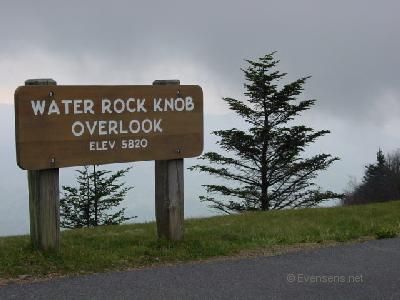 WATER ROCK KNOB
OVERLOOK
ELEV 5820
©Evensens.net